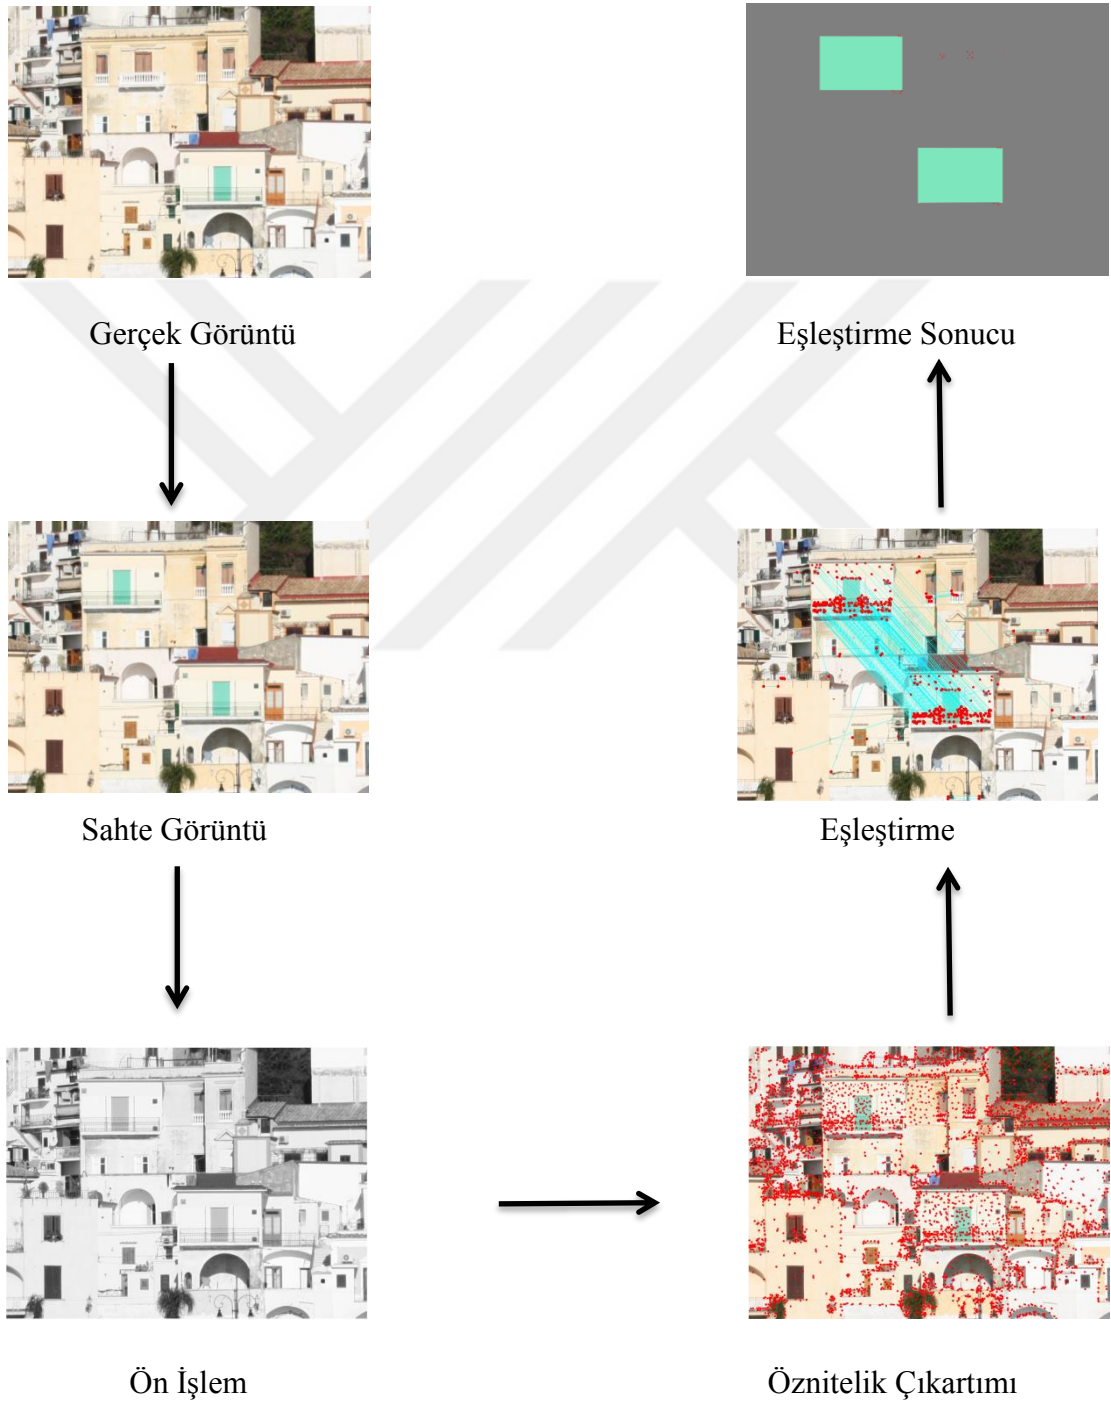 Gerçek Görüntü
Eşleştirme Sonucu
Sahte Görüntü
Eşleştirme
Ön İşlem
Öznitelik Çıkartımı